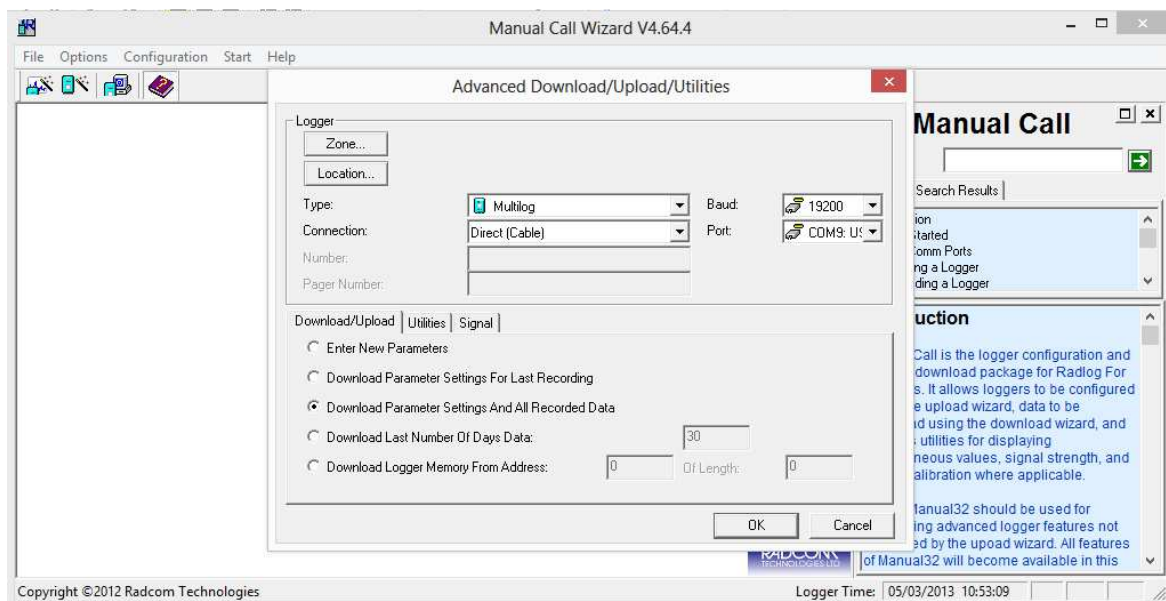 Manual Call Wizard V4.64.4
File Options Configuration Start Help
Advanced Download/Upload/Utilities
Logger
Zone...
Location...
Type: Multilog Baud: 19200
Connection: Direct (Cable) Port: COM9:
Number:
Pager Number:
Download/Upload Utilities Signal
Enter New Parameters
Download Parameter Settings For Last Recording
Download Parameter Settings And All Recorded Data
Download Last Number Of Days Data: 30
Download Logger Memory From Address: 0 Of Length: 0
OK Cancel
Manual Call
Search Results
ion
Started
omm Ports
ng a Logger
ding a Logger
uction
Call is the logger configuration and
download package for Radlog For
s. It allows loggers to be configured
e upload wizard, data to be
d using the download wizard, and
utilities for displaying
neous values, signal strength, and
alibration where applicable.
Manual32 should be used for
ing advanced logger features not
ed by the upoad wizard. All features
of Manual32 will become available in this
RADCOM
TECHNOLOGIES LTD
Copyright ©2012 Radcom Technologies
Logger Time: 05/03/2013 10:53:09